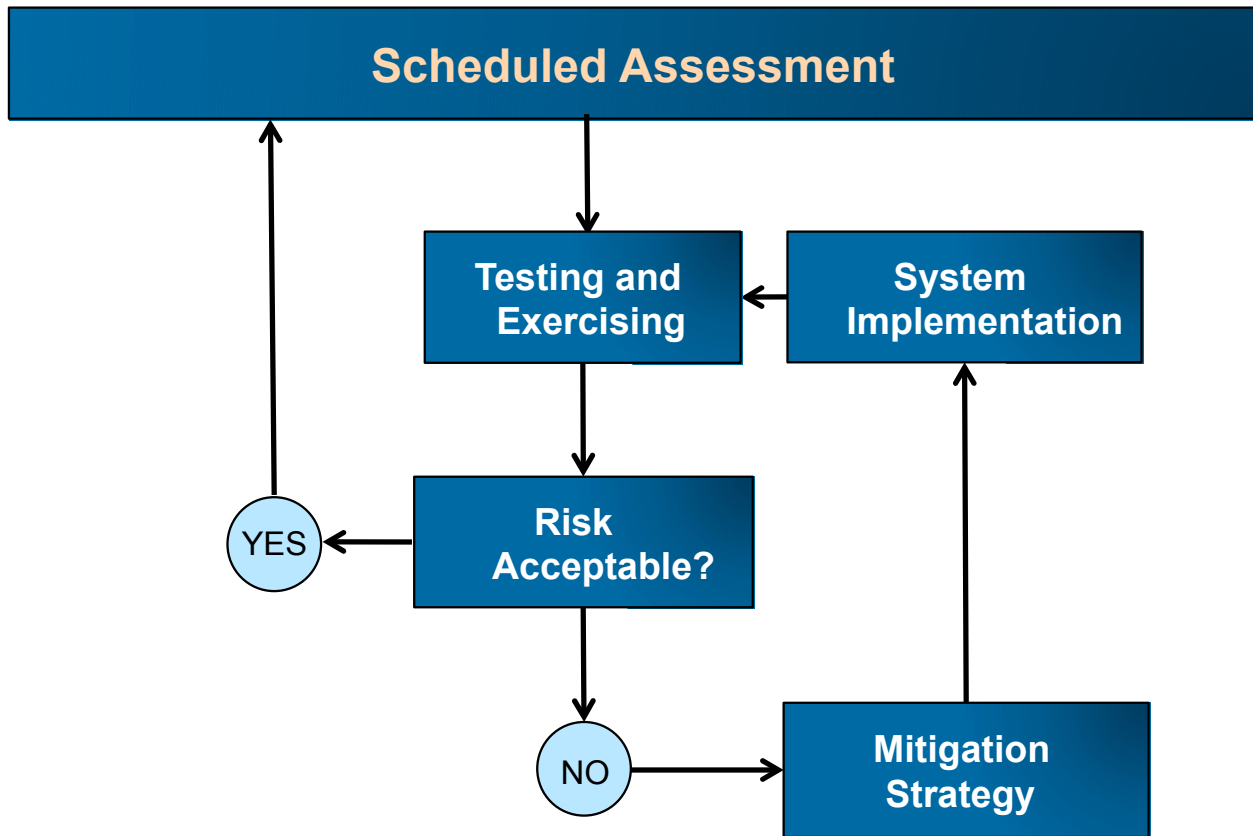 Scheduled Assessment
Testing and
Exercising
System
Implementation
Risk
Acceptable?
YES
NO
Mitigation
Strategy